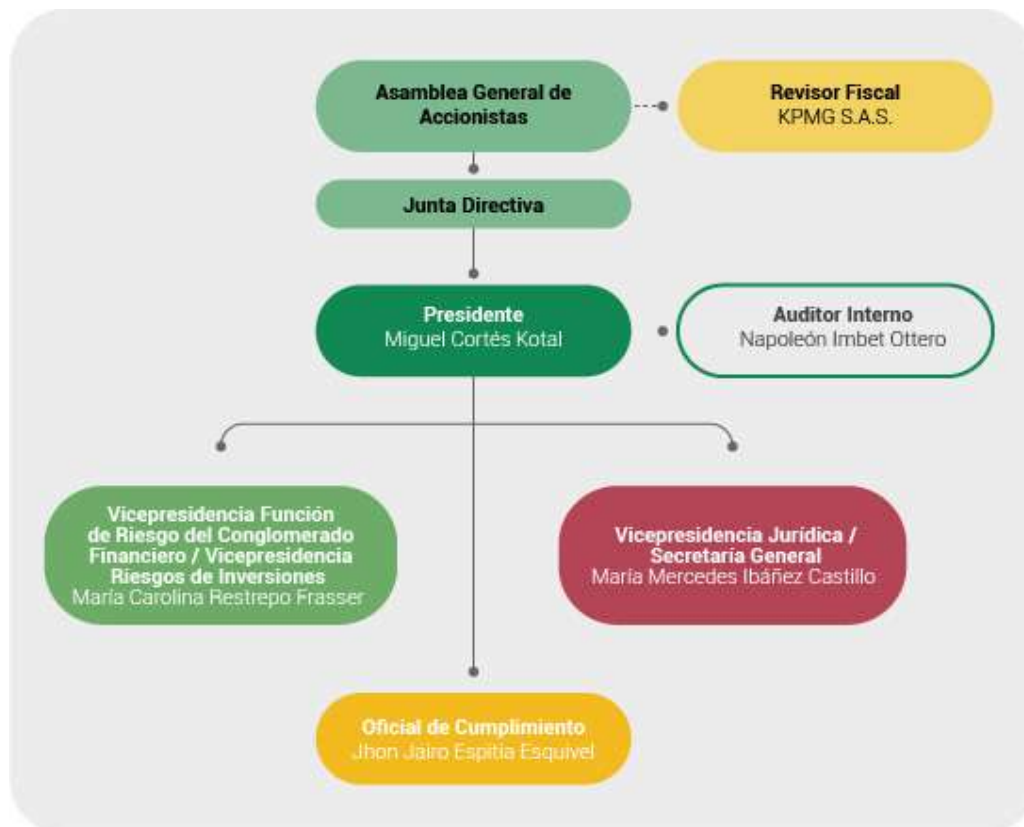 Asamblea General de
Accionistas
Revisor Fiscal
KPMG S.A.S.
Junta Directiva
Presidente
Miguel Cortés Kotal
Auditor Interno
Napoleón Imbet Ottero
Vicepresidencia Función
de Riesgo del Conglomerado
Financiero / Vicepresidencia
Riesgos de Inversiones
María Carolina Restrepo Frasser
Vicepresidencia Jurídica /
Secretaría General
María Mercedes Ibáñez Castillo
Oficial de Cumplimiento
Jhon Jairo Espitia Esquivel